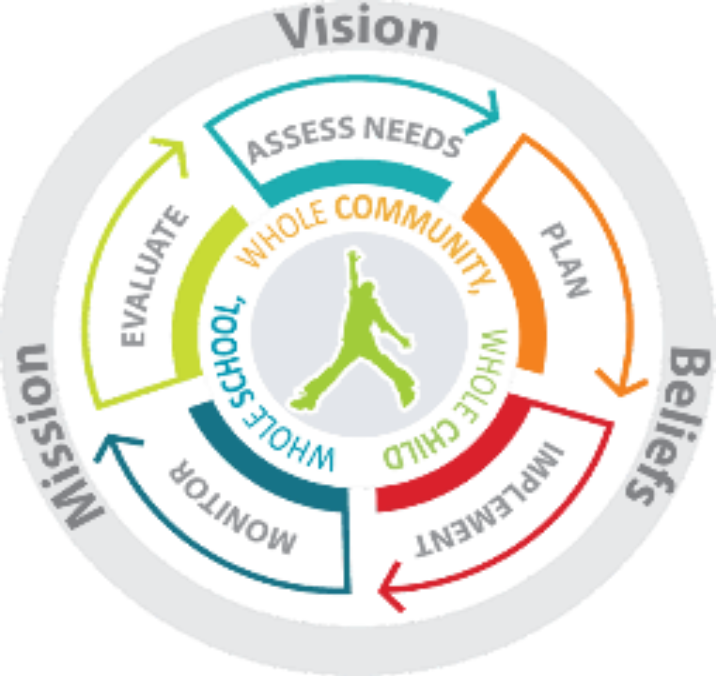 Vision
Beliefs
Mission
ASSESS NEEDS
PLAN
IMPLEMENT
MONITOR
EVALUATE
WHOLE SCHOOL,
WHOLE COMMUNITY,
WHOLE CHILD